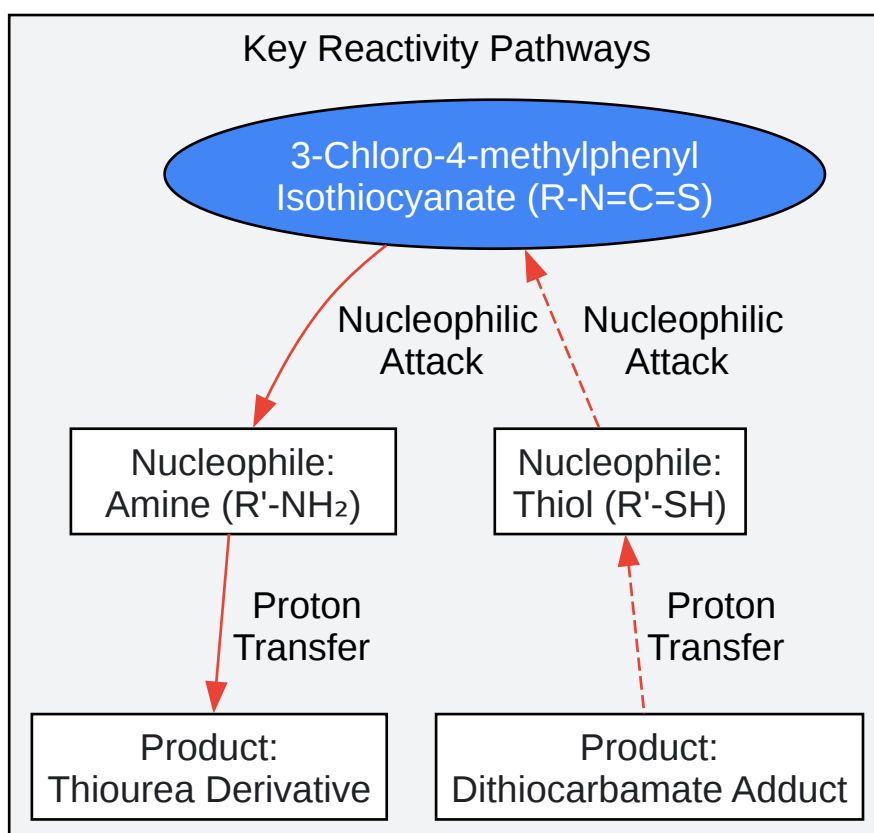 Key Reactivity Pathways
3-Chloro-4-methylphenyl
Isothiocyanate (R-N=C=S)
Nucleophilic
Attack
Nucleophilic
Attack
Nucleophile:
Amine (R'-NH₂)
Nucleophile:
Thiol (R'-SH)
Proton
Transfer
Proton
Transfer
Product:
Thiourea Derivative
Product:
Dithiocarbamate Adduct